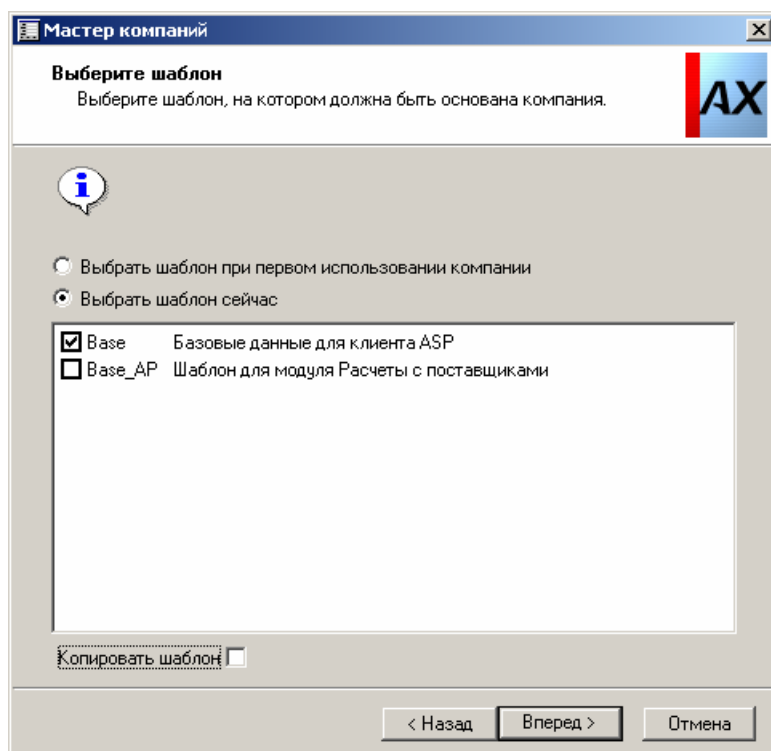 Мастер компаний
Выберите шаблон
Выберите шаблон, на котором должна быть основана компания.
AX
Выбрать шаблон при первом использовании компании
Выбрать шаблон сейчас
Base Базовые данные для клиента ASP
Base_AP Шаблон для модуля Расчеты с поставщиками
Копировать шаблон
< Назад Вперед > Отмена